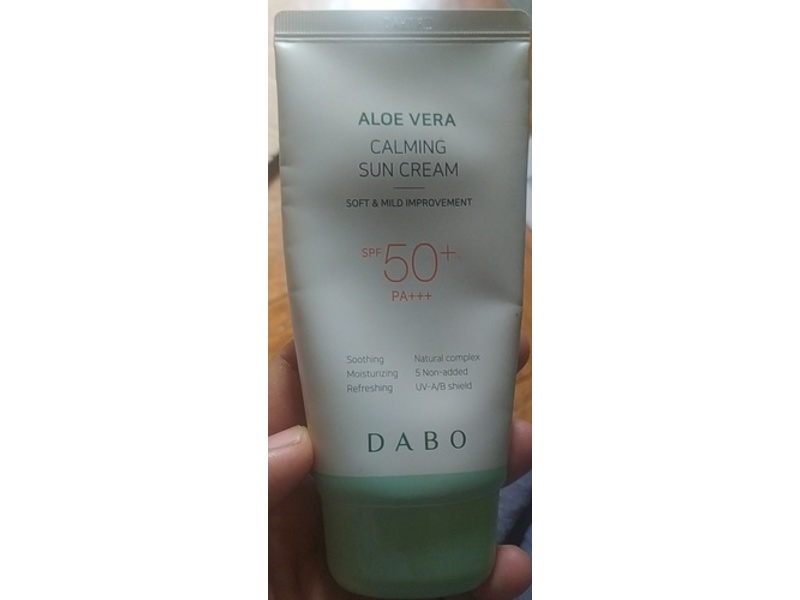 ALOE VERA
CALMING
SUN CREAM
SOFT & MILD IMPROVEMENT
SPF 50+
PA+++
Soothing Natural complex
Moisturizing 5 Non-added
Refreshing UV-A/B shield
DABO